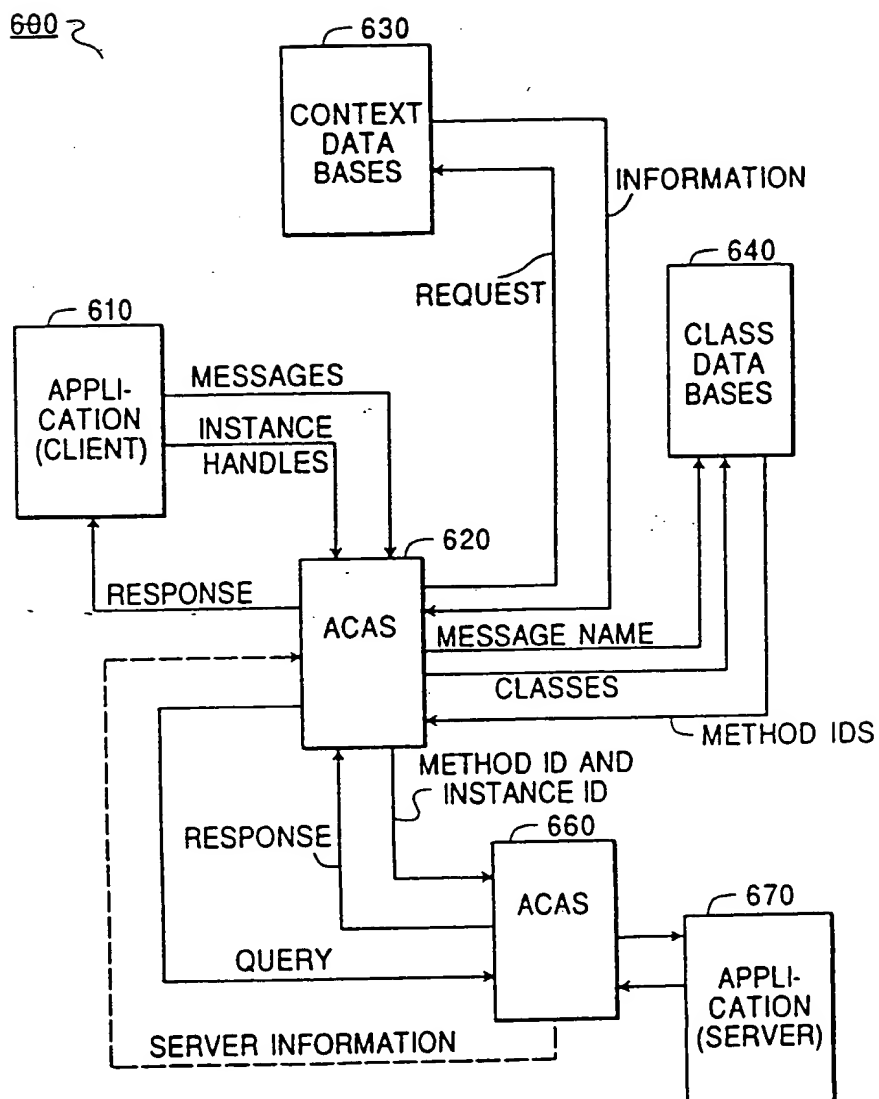 600
630
CONTEXT
DATA
BASES
INFORMATION
REQUEST
640
CLASS
DATA
BASES
610
APPLI-
CATION
(CLIENT)
MESSAGES
INSTANCE
HANDLES
620
ACAS
RESPONSE
MESSAGE NAME
CLASSES
METHOD IDS
METHOD ID AND
INSTANCE ID
RESPONSE
660
ACAS
670
APPLI-
CATION
(SERVER)
QUERY
SERVER INFORMATION